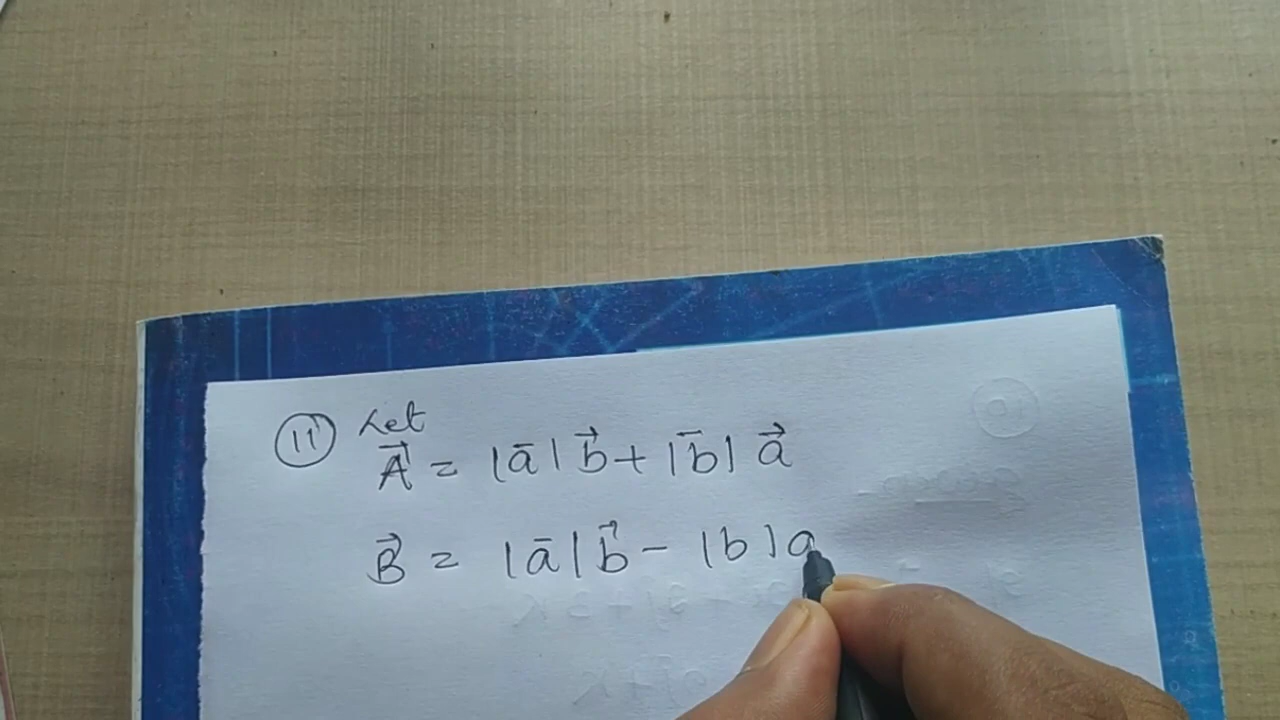 11 Let
A⃗ = |a̅| b⃗ + |b̅| a⃗
B⃗ = |a̅| b⃗ − |b| a